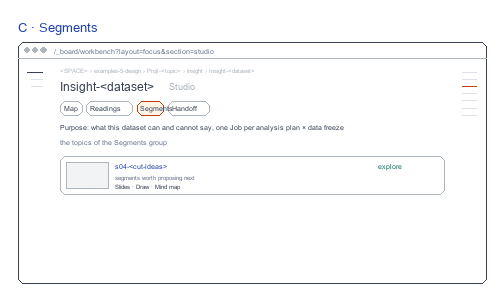 C · Segments
/_board/workbench?layout=focus&section=studio
<SPACE> › examples-5-design › Proj-<topic> › insight › Insight-<dataset>
Insight-<dataset> Studio
Map Readings Segments Handoff
Purpose: what this dataset can and cannot say, one Job per analysis plan × data freeze
the topics of the Segments group
s04-<cut-ideas> explore
segments worth proposing next
Slides · Draw · Mind map